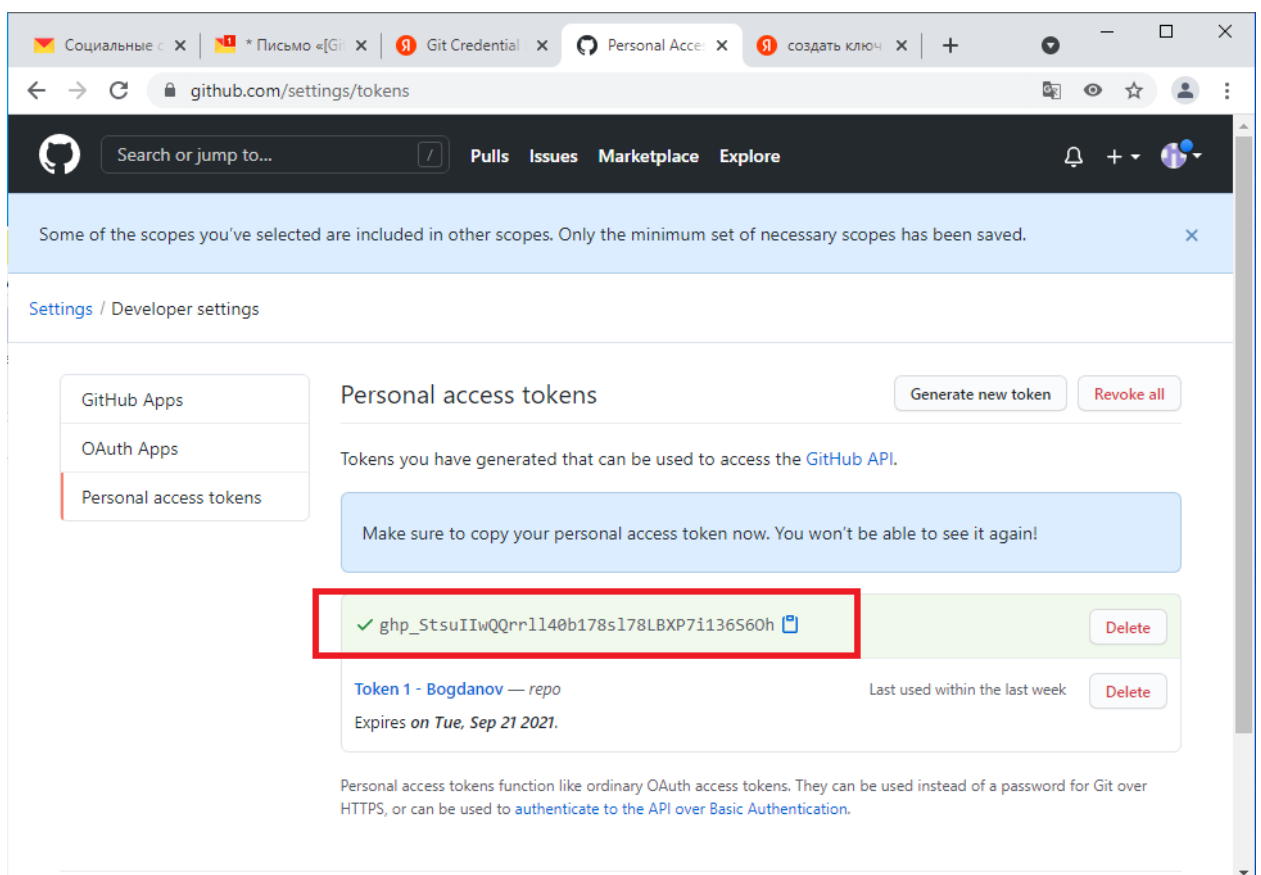 Социальные с
1 * Письмо «[Gi
Git Credential
Personal Acces
создать ключ
github.com/settings/tokens
Search or jump to...
/
Pulls Issues Marketplace Explore
Some of the scopes you've selected are included in other scopes. Only the minimum set of necessary scopes has been saved.
Settings / Developer settings
GitHub Apps
OAuth Apps
Personal access tokens
Personal access tokens
Generate new token
Revoke all
Tokens you have generated that can be used to access the GitHub API.
Make sure to copy your personal access token now. You won't be able to see it again!
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
Delete
Token 1 - Bogdanov — repo
Last used within the last week
Delete
Expires on Tue, Sep 21 2021.
Personal access tokens function like ordinary OAuth access tokens. They can be used instead of a password for Git over
HTTPS, or can be used to authenticate to the API over Basic Authentication.